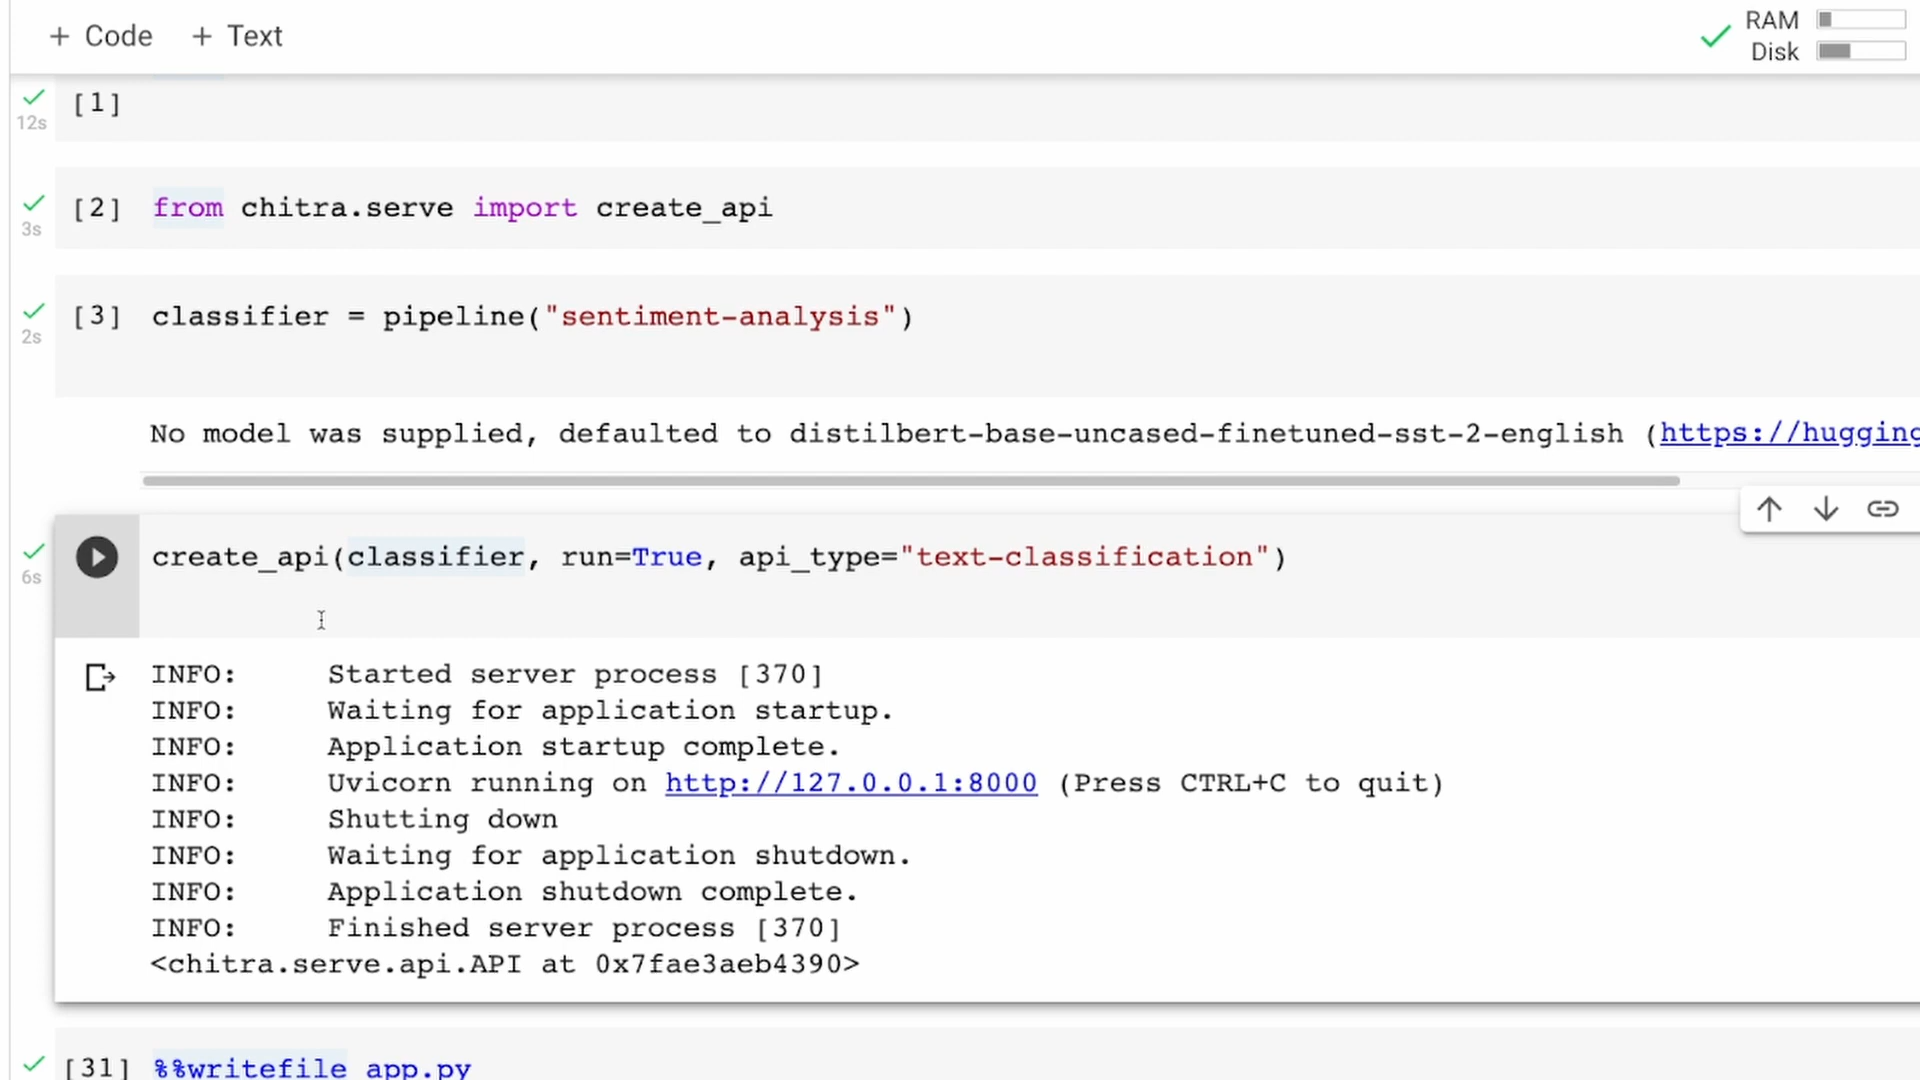 + Code + Text
RAM
Disk
12s
[1]
[2] from chitra.serve import create_api
3s
[3] classifier = pipeline("sentiment-analysis")
2s
No model was supplied, defaulted to distilbert-base-uncased-finetuned-sst-2-english (https://hugging
create_api(classifier, run=True, api_type="text-classification")
6s
INFO: Started server process [370]
INFO: Waiting for application startup.
INFO: Application startup complete.
INFO: Uvicorn running on http://127.0.0.1:8000 (Press CTRL+C to quit)
INFO: Shutting down
INFO: Waiting for application shutdown.
INFO: Application shutdown complete.
INFO: Finished server process [370]
<chitra.serve.api.API at 0x7fae3aeb4390>
[31] %%writefile app.py